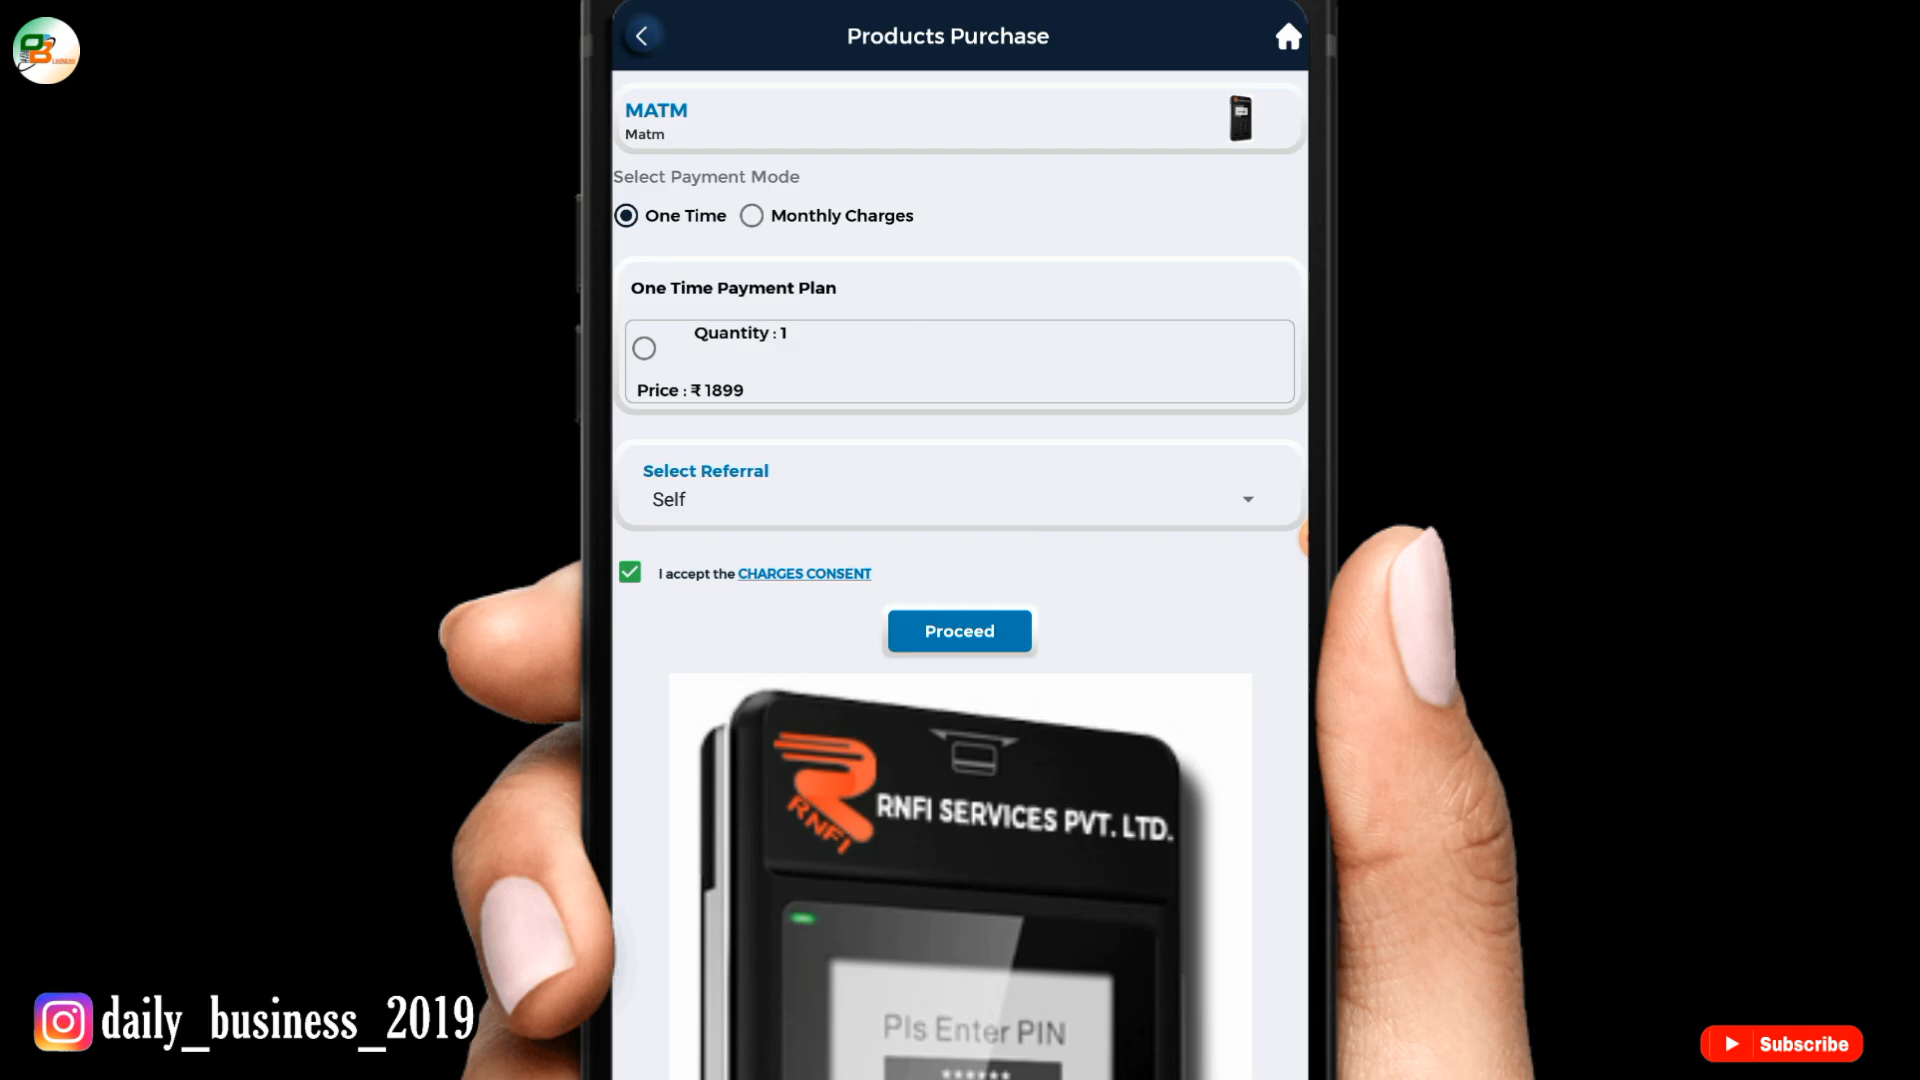 Products Purchase
MATM
Matm
Select Payment Mode
One Time Monthly Charges
One Time Payment Plan
Quantity : 1
Price : ₹ 1899
Select Referral
Self
I accept the CHARGES CONSENT
Proceed
RNFI
RNFI SERVICES PVT. LTD.
Pls Enter PIN
******
daily_business_2019
Subscribe